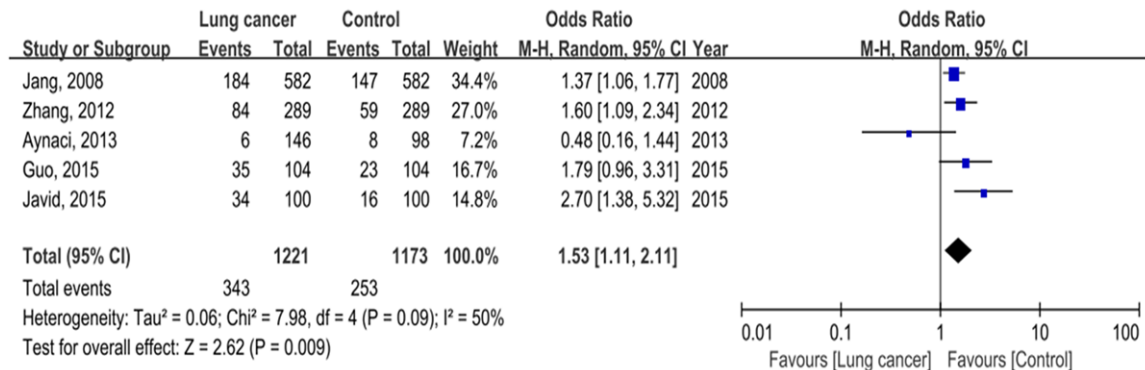 Lung cancer Control Odds Ratio Odds Ratio
Study or Subgroup Events Total Events Total Weight M-H, Random, 95% CI Year M-H, Random, 95% CI
Jang, 2008 184 582 147 582 34.4% 1.37 [1.06, 1.77] 2008
Zhang, 2012 84 289 59 289 27.0% 1.60 [1.09, 2.34] 2012
Aynaci, 2013 6 146 8 98 7.2% 0.48 [0.16, 1.44] 2013
Guo, 2015 35 104 23 104 16.7% 1.79 [0.96, 3.31] 2015
Javid, 2015 34 100 16 100 14.8% 2.70 [1.38, 5.32] 2015
Total (95% CI) 1221 1173 100.0% 1.53 [1.11, 2.11]
Total events 343 253
Heterogeneity: Tau² = 0.06; Chi² = 7.98, df = 4 (P = 0.09); I² = 50%
Test for overall effect: Z = 2.62 (P = 0.009)
0.01 0.1 1 10 100
Favours [Lung cancer] Favours [Control]